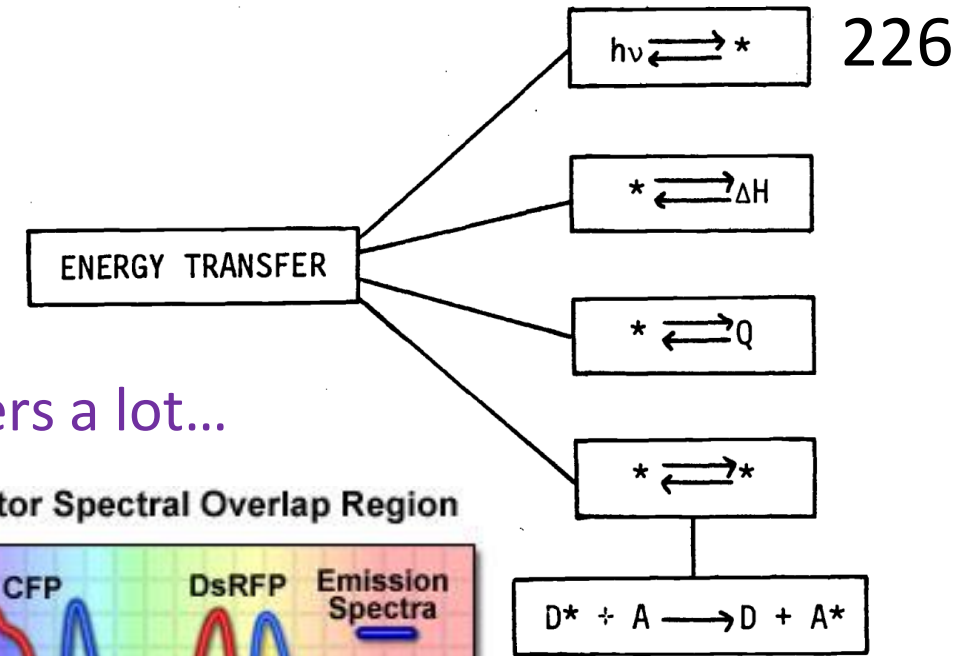 hν ⇄ *
226
* ⇄ ΔH
ENERGY TRANSFER
* ⇄ Q
ers a lot…
* ⇄ *
tor Spectral Overlap Region
CFP
DsRFP
Emission
Spectra
D* ÷ A ⟶ D + A*